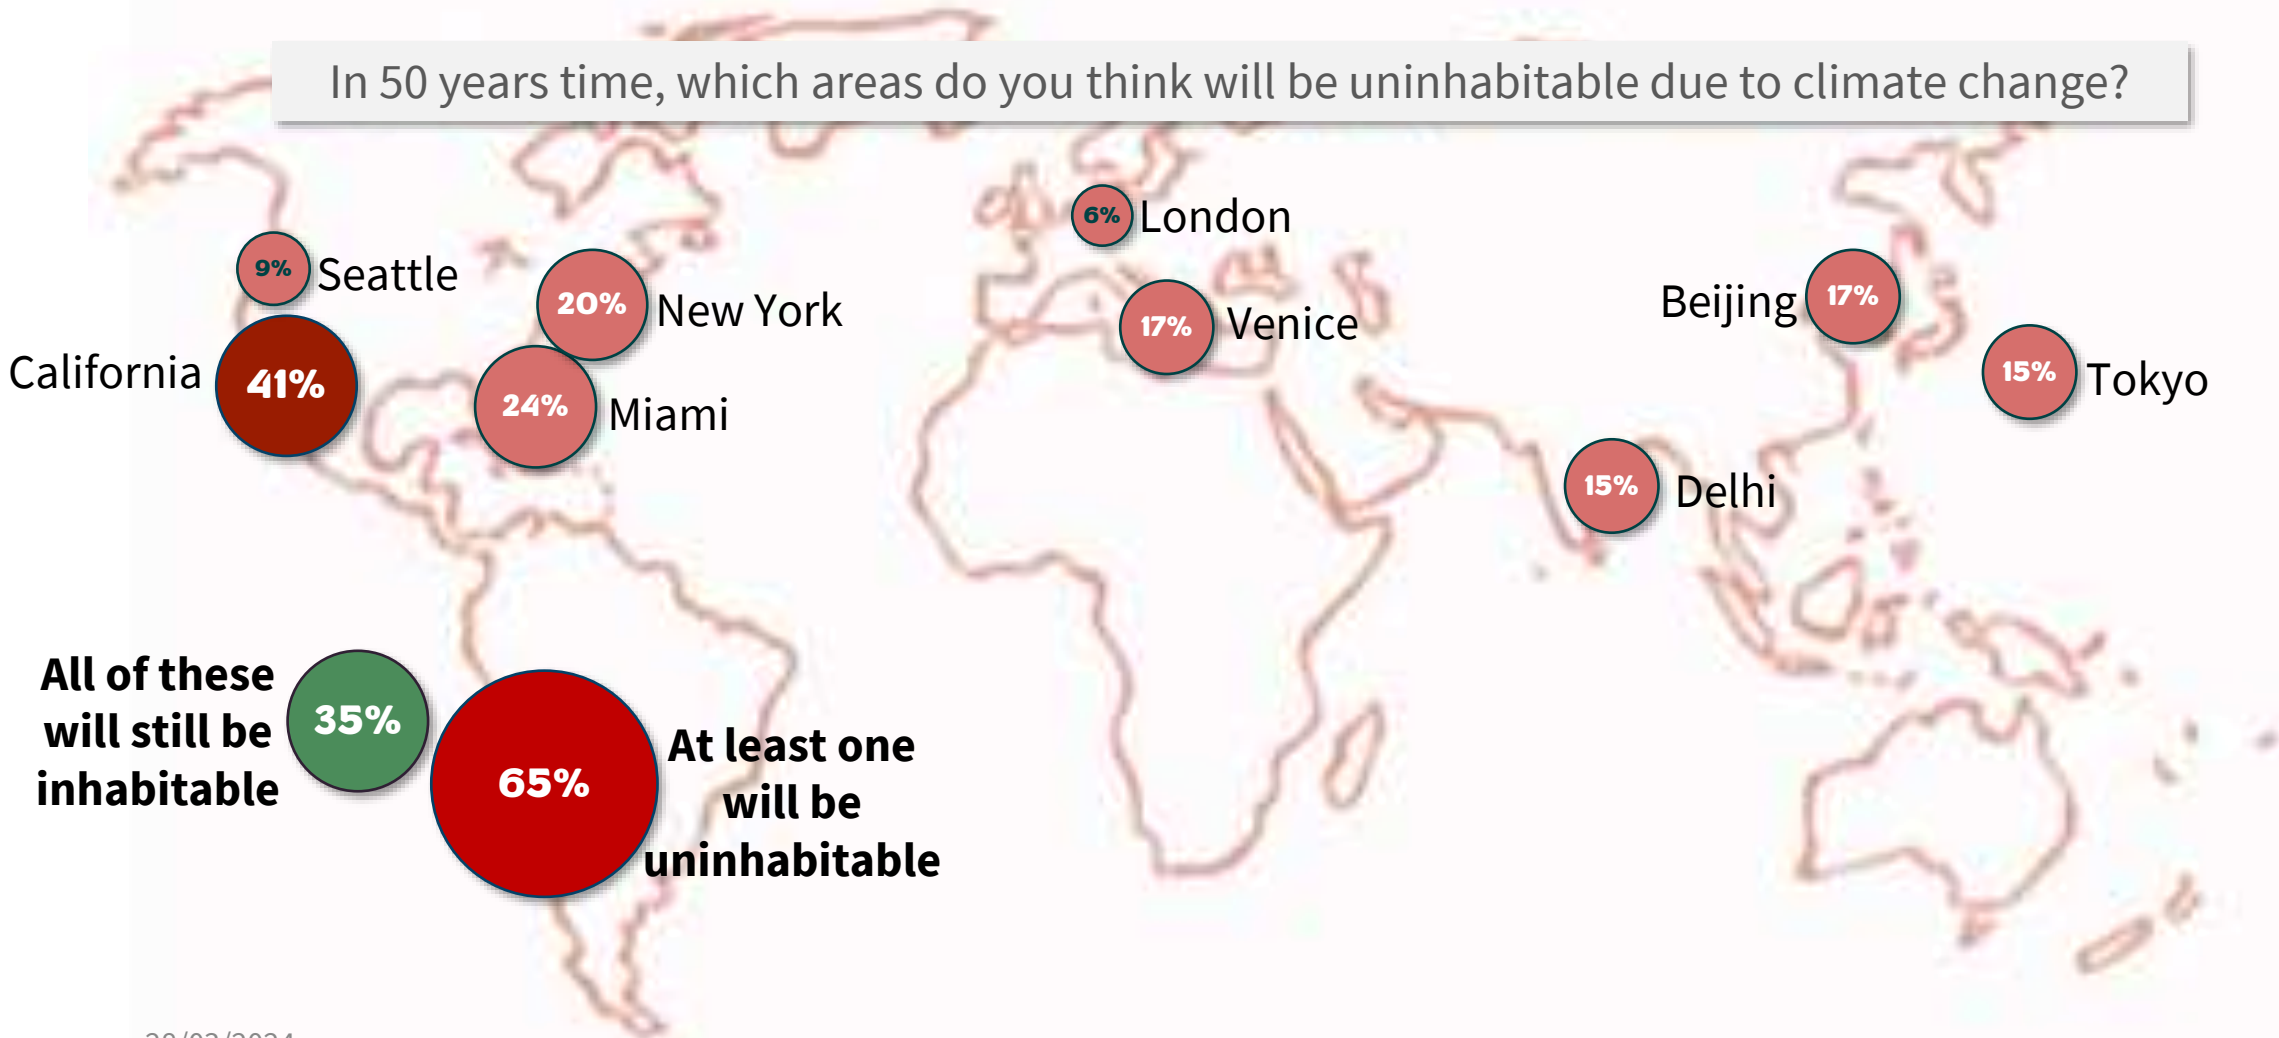 In 50 years time, which areas do you think will be uninhabitable due to climate change?
6% London
9% Seattle
20% New York
Beijing 17%
17% Venice
California 41%
15% Tokyo
24% Miami
15% Delhi
All of these
will still be
inhabitable
35%
65%
At least one
will be
uninhabitable